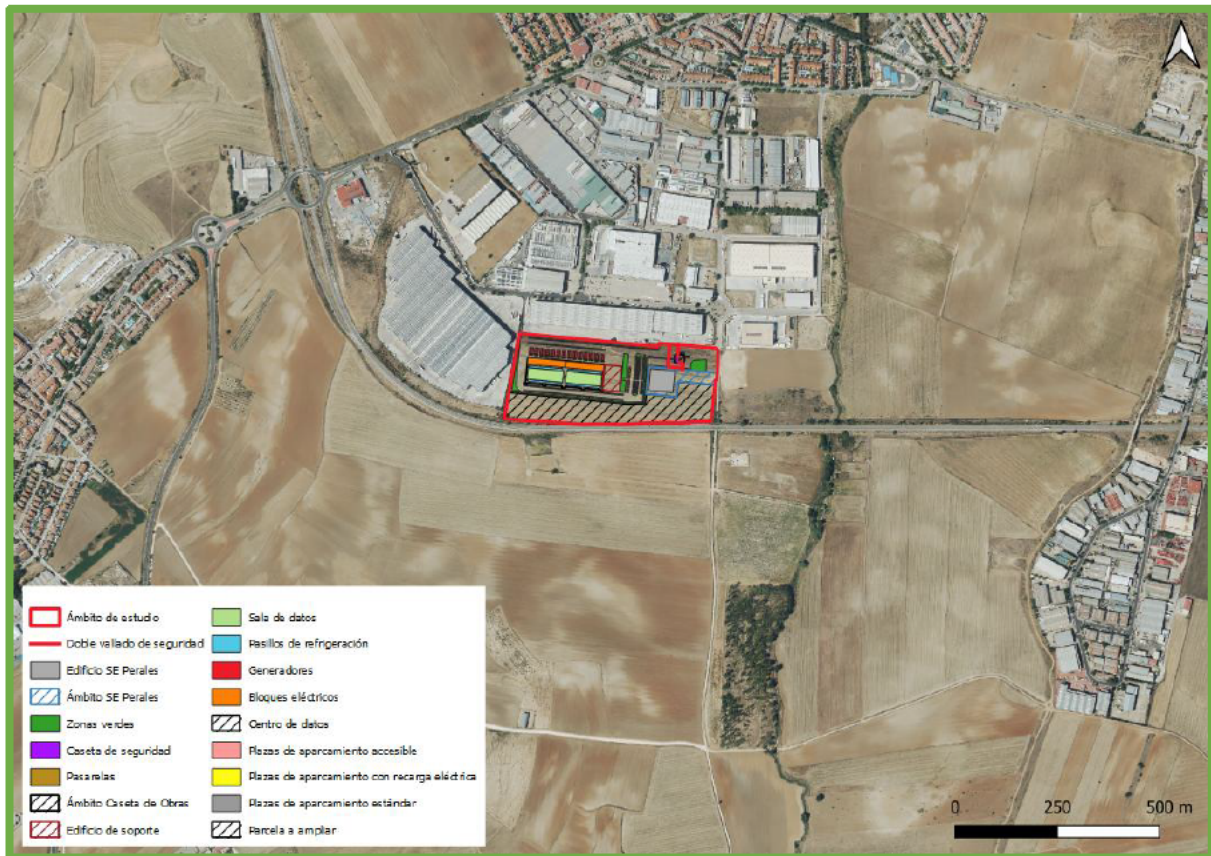 Ámbito de estudio
Doble vallado de seguridad
Edificio SE Perales
Ámbito SE Perales
Zonas verdes
Caseta de seguridad
Pasarelas
Ámbito Caseta de Obras
Edificio de soporte
Sala de datos
Pasillos de refrigeración
Generadores
Bloques eléctricos
Centro de datos
Plazas de aparcamiento accesible
Plazas de aparcamiento con recarga eléctrica
Plazas de aparcamiento estándar
Parcela a ampliar
0 250 500 m